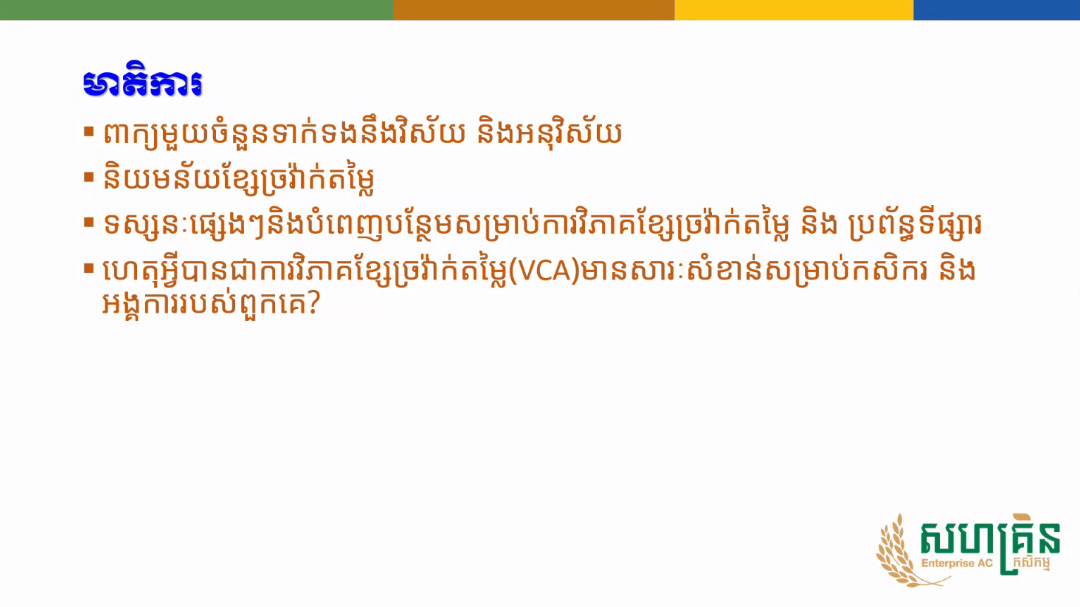 មាតិការ
▪ ពាក្យមួយចំនួនទាក់ទងនឹងវិស័យ និងអនុវិស័យ
▪ និយមន័យខ្សែច្រវ៉ាក់តម្លៃ
▪ ទស្សនៈផ្សេងៗនិងបំពេញបន្ថែមសម្រាប់ការវិភាគខ្សែច្រវ៉ាក់តម្លៃ និង ប្រព័ន្ធទីផ្សារ
▪ ហេតុអ្វីបានជាការវិភាគខ្សែច្រវ៉ាក់តម្លៃ(VCA)មានសារៈសំខាន់សម្រាប់កសិករ និង
អង្គការរបស់ពួកគេ?
សហគ្រិន
Enterprise AC កសិកម្ម